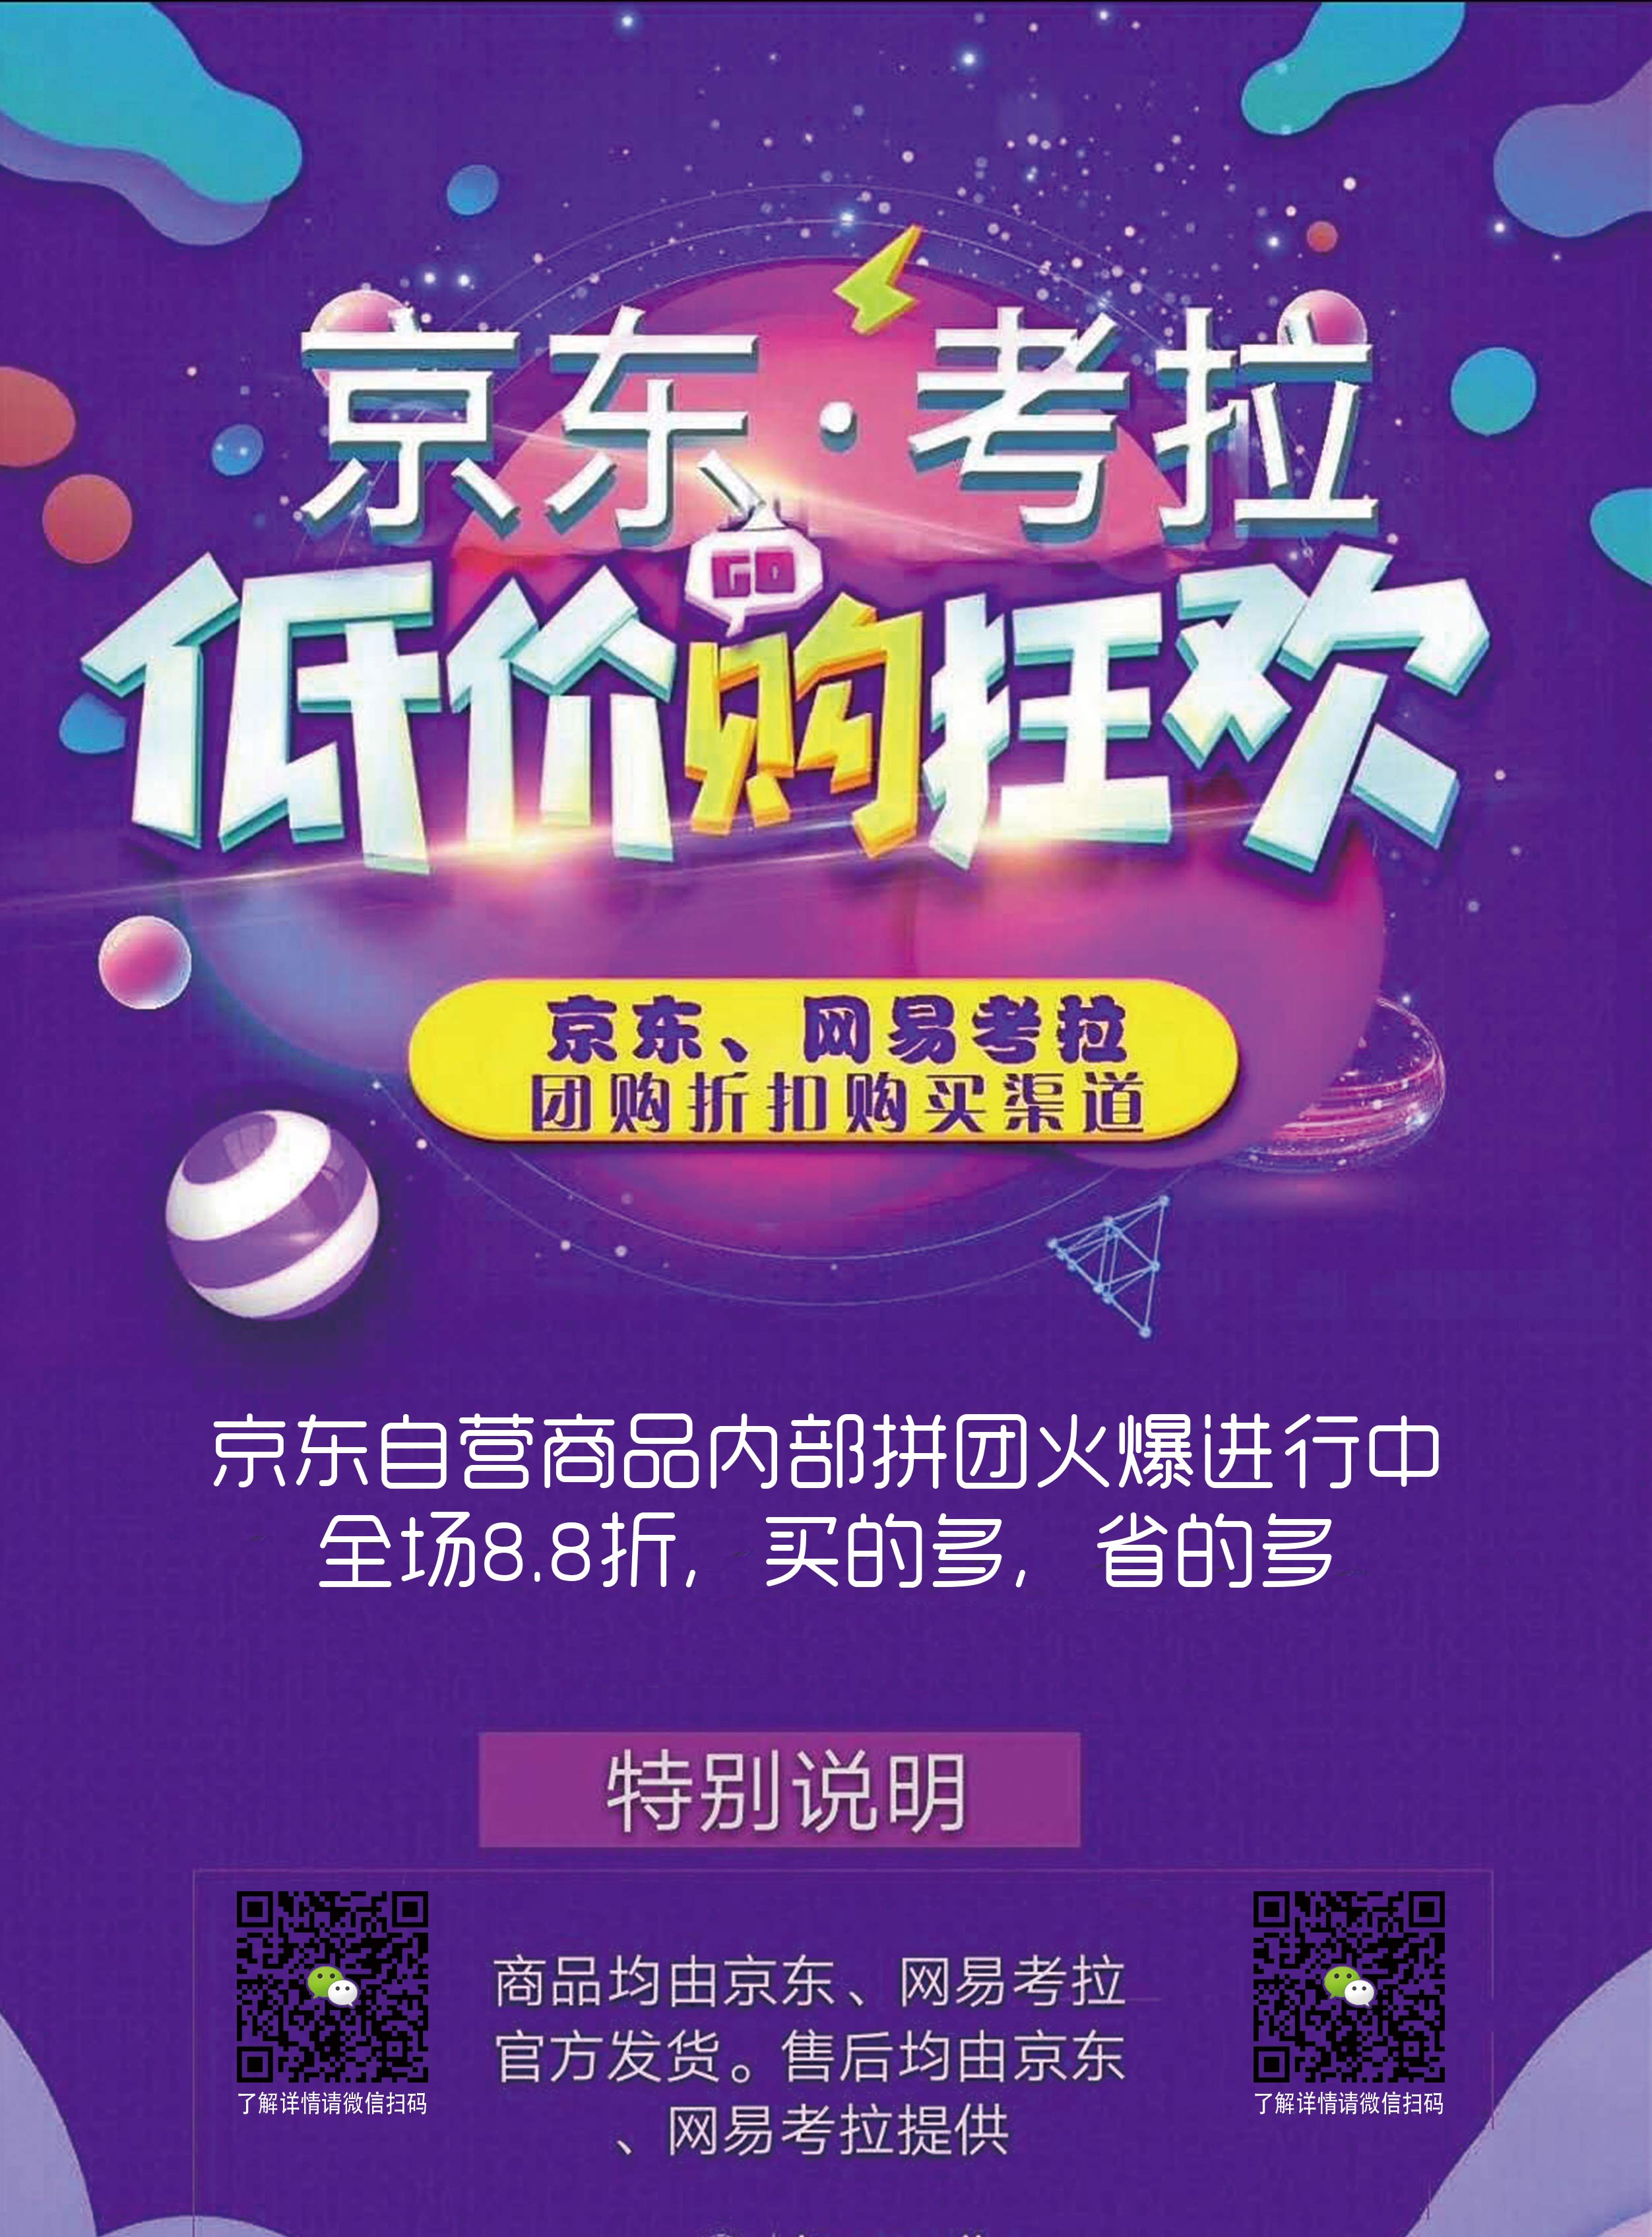 京东·考拉
GO
低价购狂欢
京东、网易考拉
团购折扣购买渠道
京东自营商品内部拼团火爆进行中
全场8.8折，买的多，省的多
特别说明
商品均由京东、网易考拉
官方发货。售后均由京东
、网易考拉提供
了解详情请微信扫码
了解详情请微信扫码